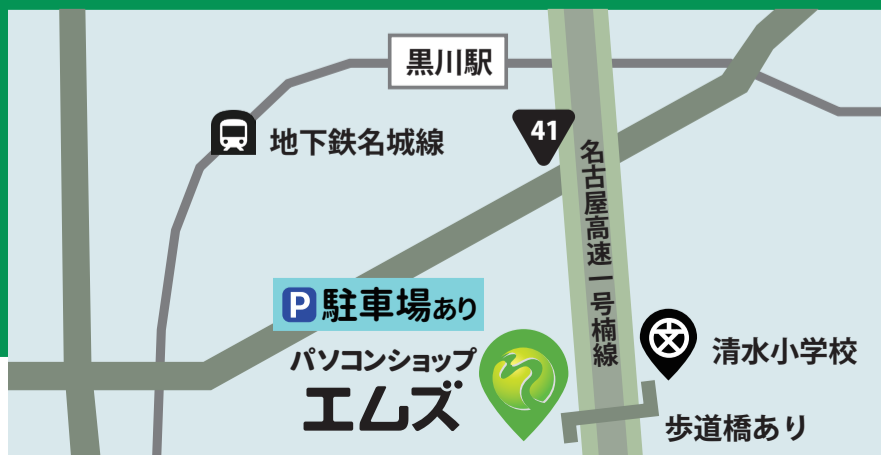 黒川駅
地下鉄名城線
41
名古屋高速一号楠線
P駐車場あり
パソコンショップ
エムズ
清水小学校
歩道橋あり